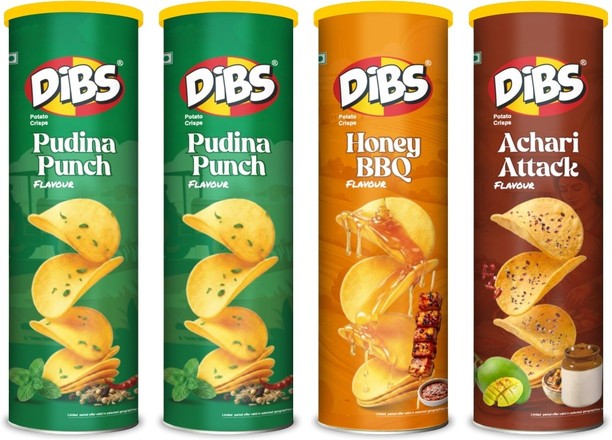 DiBS®
Potato
Crisps
Pudina
Punch
FLAVOUR
DiBS®
Potato
Crisps
Pudina
Punch
FLAVOUR
DiBS®
Potato
Crisps
Honey
BBQ
FLAVOUR
DiBS®
Potato
Crisps
Achari
Attack
FLAVOUR